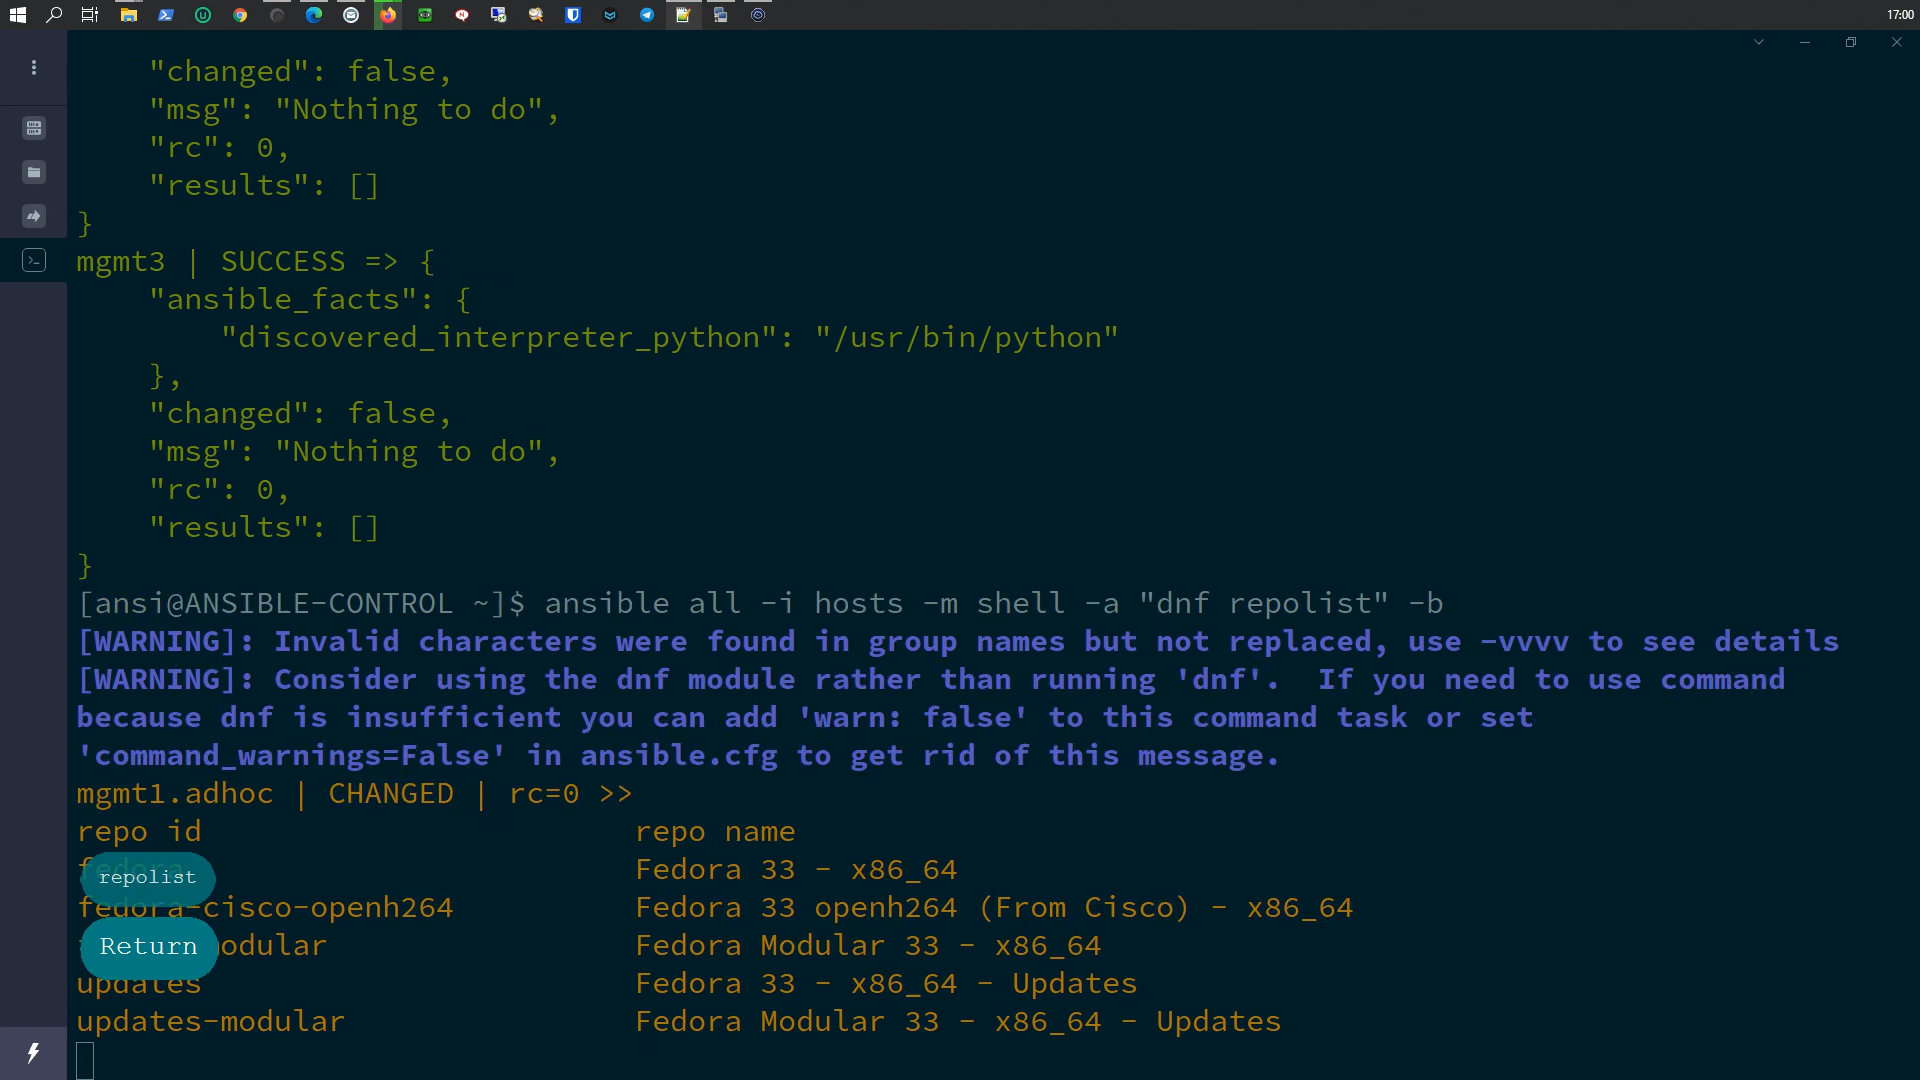 17:00
"changed": false,
"msg": "Nothing to do",
"rc": 0,
"results": []
}
mgmt3 | SUCCESS => {
"ansible_facts": {
"discovered_interpreter_python": "/usr/bin/python"
},
"changed": false,
"msg": "Nothing to do",
"rc": 0,
"results": []
}
[ansi@ANSIBLE-CONTROL ~]$ ansible all -i hosts -m shell -a "dnf repolist" -b
[WARNING]: Invalid characters were found in group names but not replaced, use -vvvv to see details
[WARNING]: Consider using the dnf module rather than running 'dnf'.  If you need to use command
because dnf is insufficient you can add 'warn: false' to this command task or set
'command_warnings=False' in ansible.cfg to get rid of this message.
mgmt1.adhoc | CHANGED | rc=0 >>
repo id repo name
fedora Fedora 33 - x86_64
repolist
fedora-cisco-openh264 Fedora 33 openh264 (From Cisco) - x86_64
Return
odular Fedora Modular 33 - x86_64
updates Fedora 33 - x86_64 - Updates
updates-modular Fedora Modular 33 - x86_64 - Updates